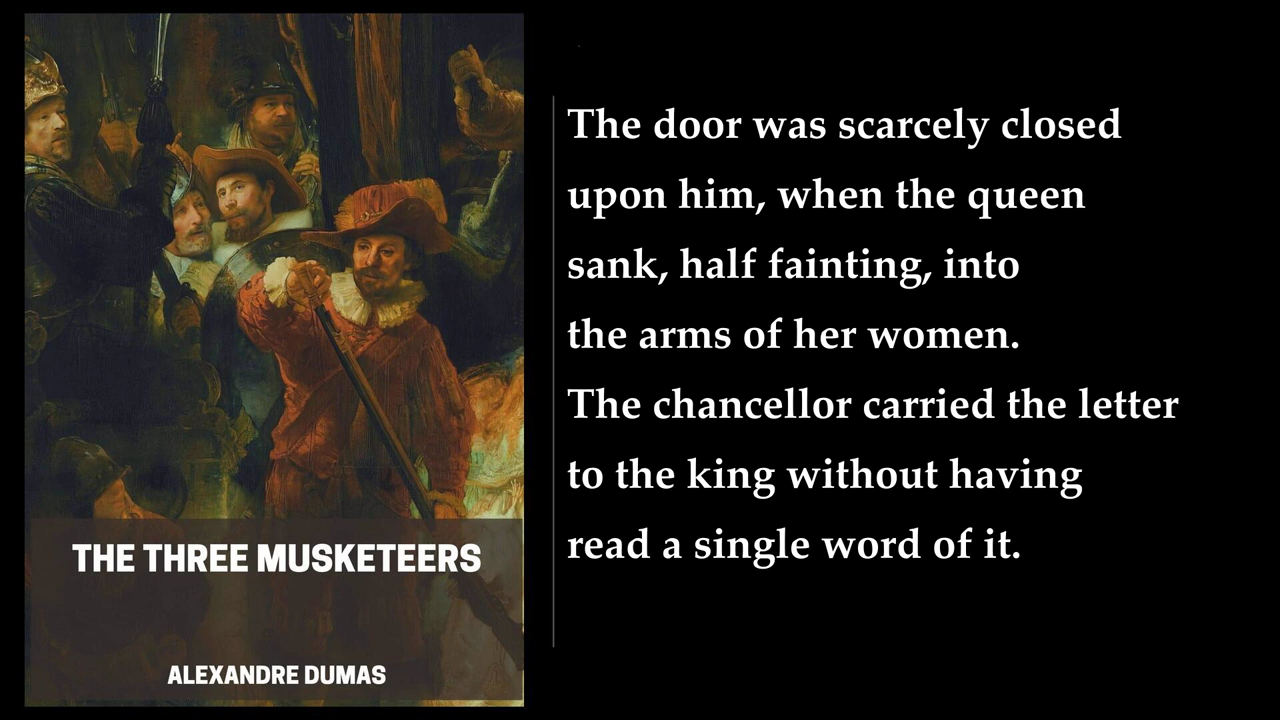 THE THREE MUSKETEERS
ALEXANDRE DUMAS
The door was scarcely closed
upon him, when the queen
sank, half fainting, into
the arms of her women.
The chancellor carried the letter
to the king without having
read a single word of it.